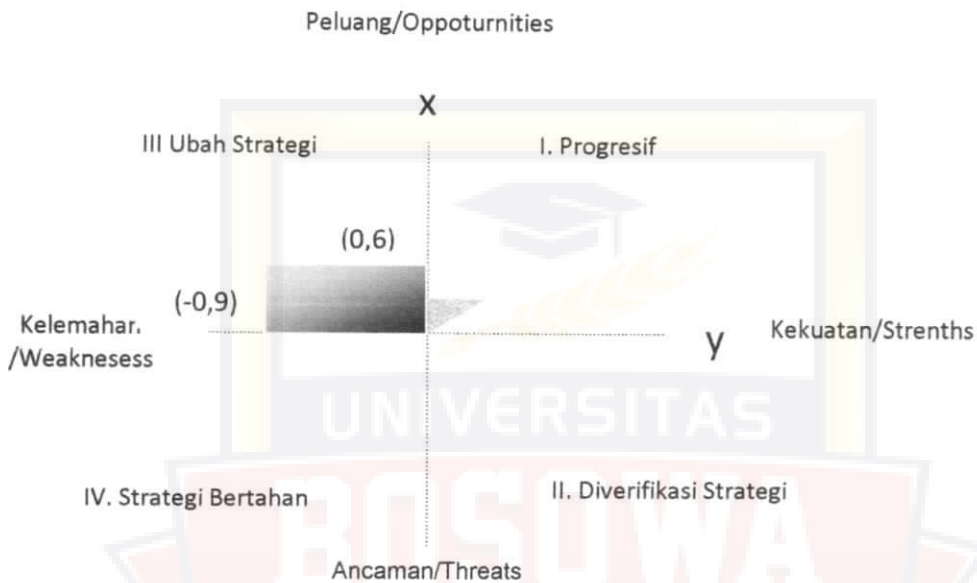 Peluang/Oppoturnities
X
III Ubah Strategi
I. Progresif
(0,6)
(-0,9)
Kelemahar.
/Weaknesess
y
Kekuatan/Strenths
UNIVERSITAS
IV. Strategi Bertahan
II. Diverifikasi Strategi
BOSOWA
Ancaman/Threats